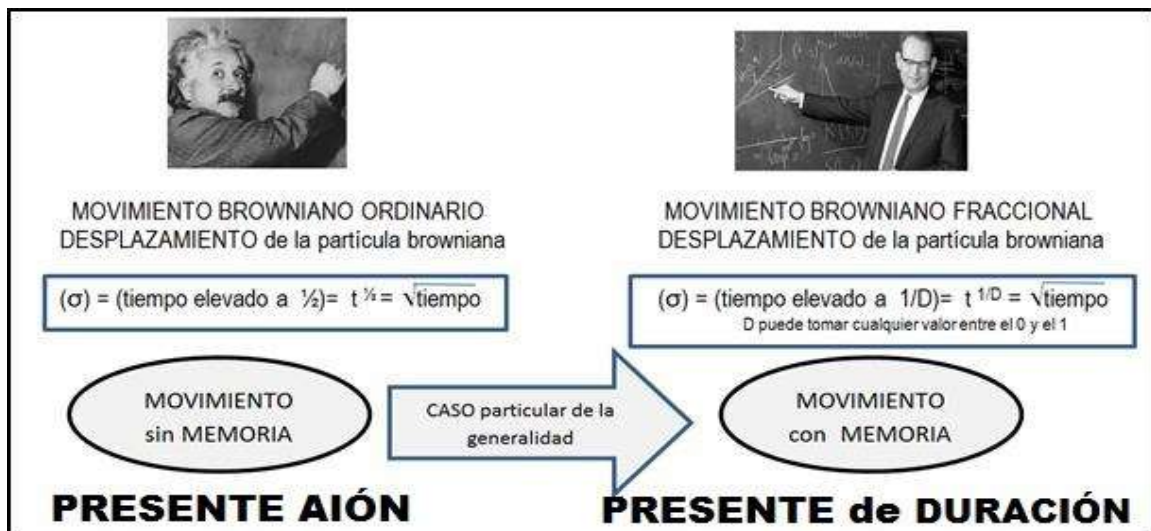 MOVIMIENTO BROWNIANO ORDINARIO
DESPLAZAMIENTO de la partícula browniana
(σ) = (tiempo elevado a ½)= t ½ = √tiempo
MOVIMIENTO
sin MEMORIA
PRESENTE AIÓN
CASO particular de la
generalidad
MOVIMIENTO BROWNIANO FRACCIONAL
DESPLAZAMIENTO de la partícula browniana
(σ) = (tiempo elevado a 1/D)= t 1/D = √tiempo
D puede tomar cualquier valor entre el 0 y el 1
MOVIMIENTO
con MEMORIA
PRESENTE de DURACIÓN